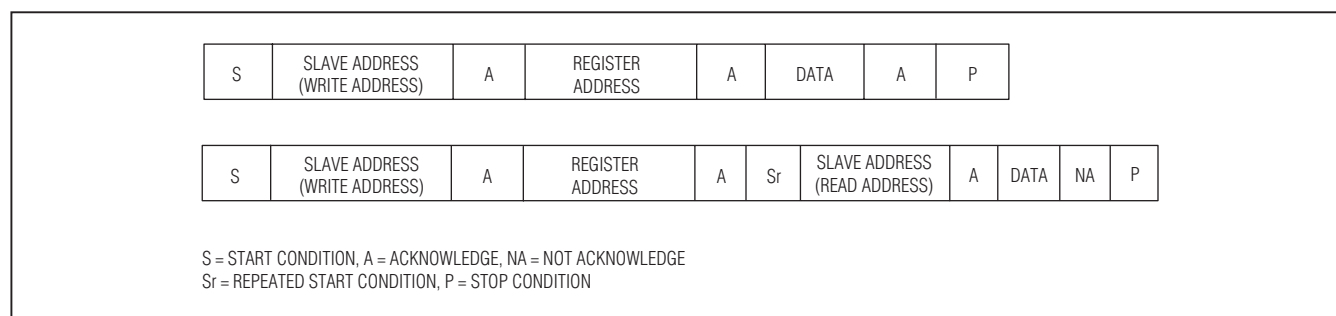 S SLAVE ADDRESS (WRITE ADDRESS) A REGISTER ADDRESS A DATA A P
S SLAVE ADDRESS (WRITE ADDRESS) A REGISTER ADDRESS A Sr SLAVE ADDRESS (READ ADDRESS) A DATA NA P
S = START CONDITION, A = ACKNOWLEDGE, NA = NOT ACKNOWLEDGE
Sr = REPEATED START CONDITION, P = STOP CONDITION